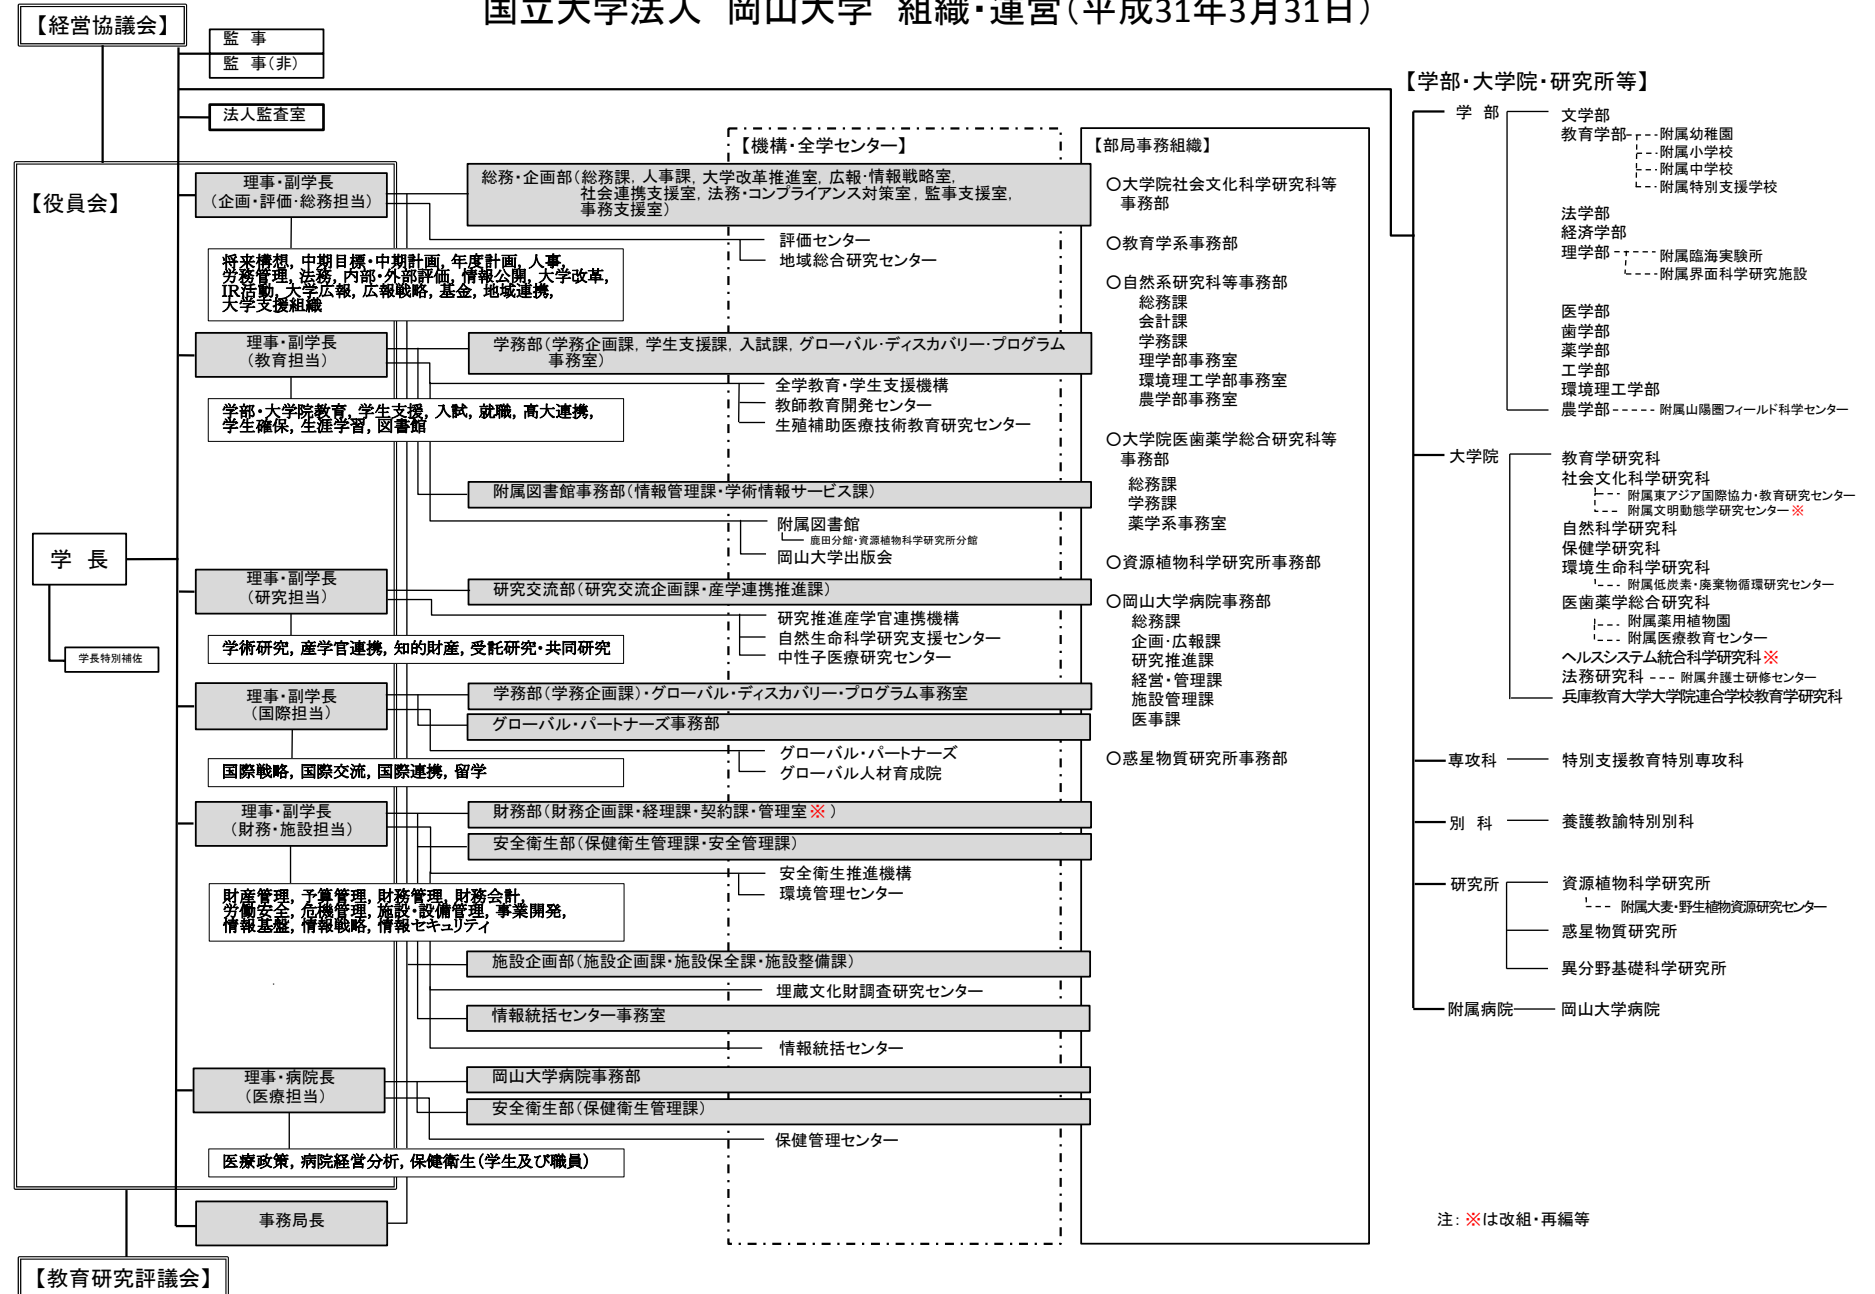 国立大学法人 岡山大学 組織・運営(平成31年3月31日)
【経営協議会】
監 事
監 事(非)
法人監査室
【役員会】
学 長
学長特別補佐
理事・副学長
(企画・評価・総務担当)
将来構想, 中期目標・中期計画, 年度計画, 人事,
労務管理, 法務, 内部・外部評価, 情報公開, 大学改革,
IR活動, 大学広報, 広報戦略, 基金, 地域連携,
大学支援組織
理事・副学長
(教育担当)
学部・大学院教育, 学生支援, 入試, 就職, 高大連携,
学生確保, 生涯学習, 図書館
理事・副学長
(研究担当)
学術研究, 産学官連携, 知的財産, 受託研究・共同研究
理事・副学長
(国際担当)
国際戦略, 国際交流, 国際連携, 留学
理事・副学長
(財務・施設担当)
財産管理, 予算管理, 財務管理, 財務会計,
労働安全, 危機管理, 施設・設備管理, 事業開発,
情報基盤, 情報戦略, 情報セキュリティ
理事・病院長
(医療担当)
医療政策, 病院経営分析, 保健衛生(学生及び職員)
事務局長
【教育研究評議会】
【機構・全学センター】
総務・企画部(総務課, 人事課, 大学改革推進室, 広報・情報戦略室,
社会連携支援室, 法務・コンプライアンス対策室, 監事支援室,
事務支援室)
評価センター
地域総合研究センター
学務部(学務企画課, 学生支援課, 入試課, グローバル・ディスカバリー・プログラム
事務室)
全学教育・学生支援機構
教師教育開発センター
生殖補助医療技術教育研究センター
附属図書館事務部(情報管理課・学術情報サービス課)
附属図書館
鹿田分館・資源植物科学研究所分館
岡山大学出版会
研究交流部(研究交流企画課・産学連携推進課)
研究推進産学官連携機構
自然生命科学研究支援センター
中性子医療研究センター
学務部(学務企画課)・グローバル・ディスカバリー・プログラム事務室
グローバル・パートナーズ事務部
グローバル・パートナーズ
グローバル人材育成院
財務部(財務企画課・経理課・契約課・管理室※)
安全衛生部(保健衛生管理課・安全管理課)
安全衛生推進機構
環境管理センター
施設企画部(施設企画課・施設保全課・施設整備課)
埋蔵文化財調査研究センター
情報統括センター事務室
情報統括センター
岡山大学病院事務部
安全衛生部(保健衛生管理課)
保健管理センター
【部局事務組織】
○大学院社会文化科学研究科等
事務部
○教育学系事務部
○自然系研究科等事務部
総務課
会計課
学務課
理学部事務室
環境理工学部事務室
農学部事務室
○大学院医歯薬学総合研究科等
事務部
総務課
学務課
薬学系事務室
○資源植物科学研究所事務部
○岡山大学病院事務部
総務課
企画・広報課
研究推進課
経営・管理課
施設管理課
医事課
○惑星物質研究所事務部
【学部・大学院・研究所等】
学 部
文学部
教育学部
附属幼稚園
附属小学校
附属中学校
附属特別支援学校
法学部
経済学部
理学部
附属臨海実験所
附属界面科学研究施設
医学部
歯学部
薬学部
工学部
環境理工学部
農学部
附属山陽圏フィールド科学センター
大学院
教育学研究科
社会文化科学研究科
附属東アジア国際協力・教育研究センター
附属文明動態学研究センター※
自然科学研究科
保健学研究科
環境生命科学研究科
附属低炭素・廃棄物循環研究センター
医歯薬学総合研究科
附属薬用植物園
附属医療教育センター
ヘルスシステム統合科学研究科※
法務研究科
附属弁護士研修センター
兵庫教育大学大学院連合学校教育学研究科
専攻科
特別支援教育特別専攻科
別 科
養護教諭特別別科
研究所
資源植物科学研究所
附属大麦・野生植物資源研究センター
惑星物質研究所
異分野基礎科学研究所
附属病院
岡山大学病院
注: ※は改組・再編等